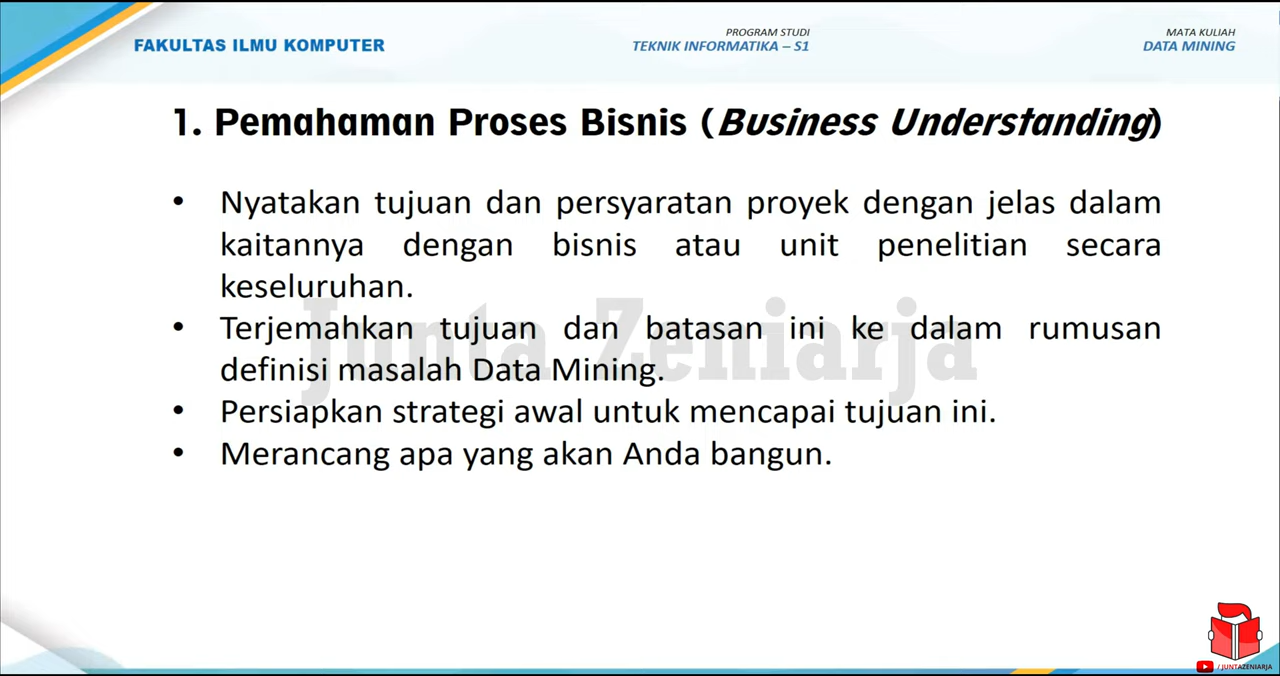 FAKULTAS ILMU KOMPUTER
PROGRAM STUDI
TEKNIK INFORMATIKA – S1
MATA KULIAH
DATA MINING
1. Pemahaman Proses Bisnis (Business Understanding)
• Nyatakan tujuan dan persyaratan proyek dengan jelas dalam
kaitannya dengan bisnis atau unit penelitian secara
keseluruhan.
• Terjemahkan tujuan dan batasan ini ke dalam rumusan
definisi masalah Data Mining.
• Persiapkan strategi awal untuk mencapai tujuan ini.
• Merancang apa yang akan Anda bangun.
Junta Zeniarja
/ JUNTAZENIARJA